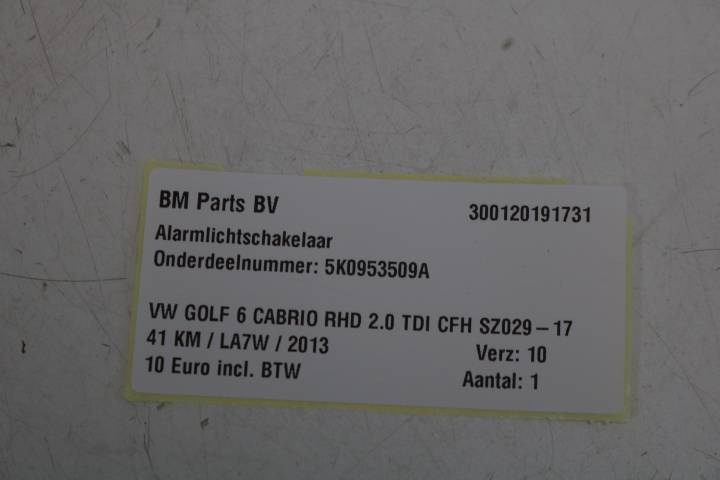 BM Parts BV 300120191731
Alarmlichtschakelaar
Onderdeelnummer: 5K0953509A
VW GOLF 6 CABRIO RHD 2.0 TDI CFH SZ029-17
41 KM / LA7W / 2013 Verz: 10
10 Euro incl. BTW Aantal: 1